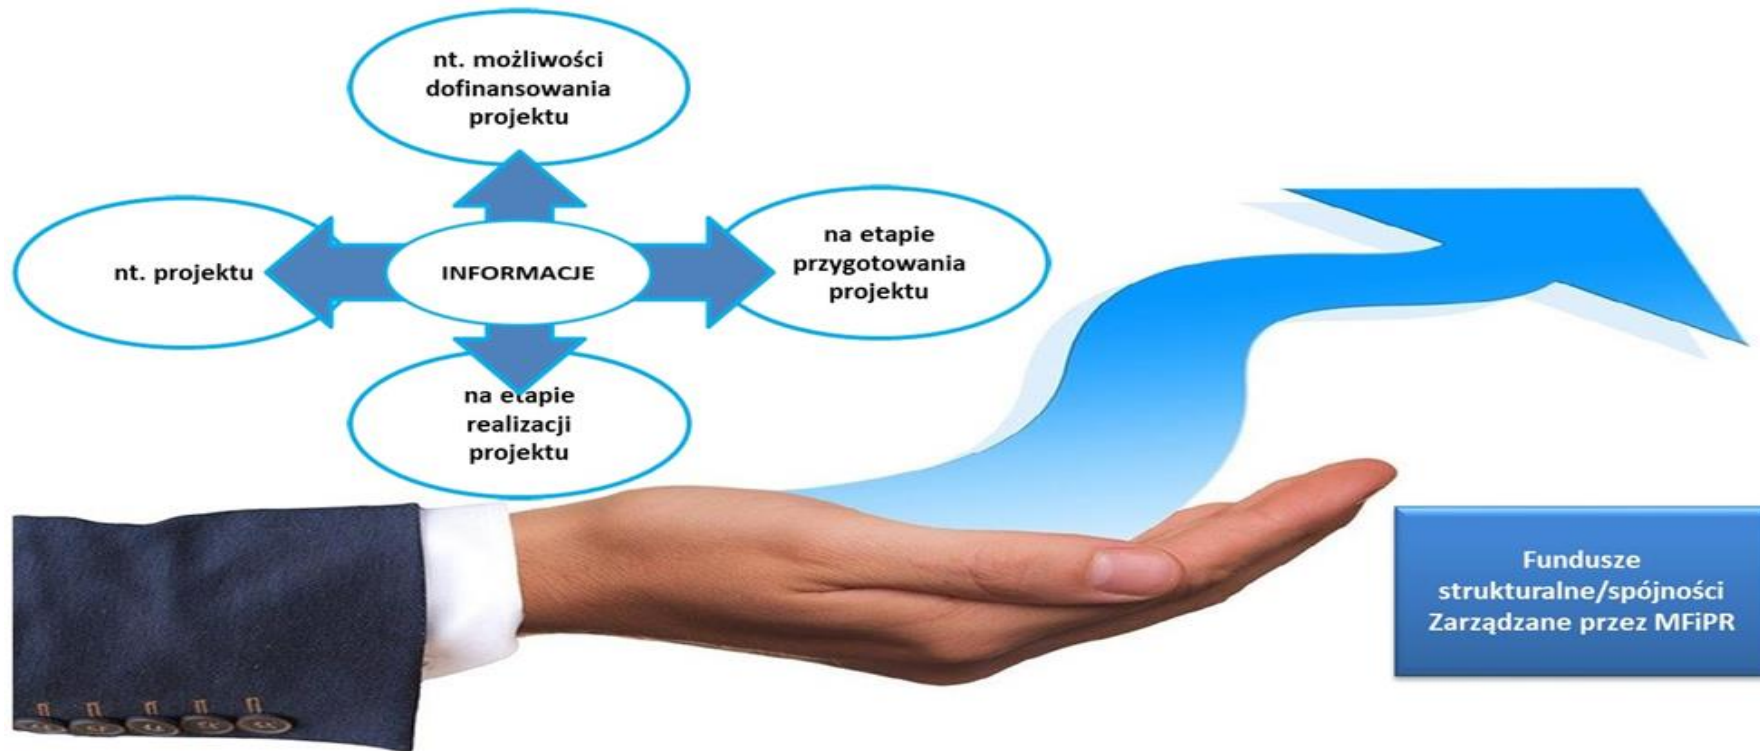 nt. możliwości
dofinansowania
projektu
nt. projektu
INFORMACJE
na etapie
przygotowania
projektu
na etapie
realizacji
projektu
Fundusze
strukturalne/spójności
Zarządzane przez MFiPR